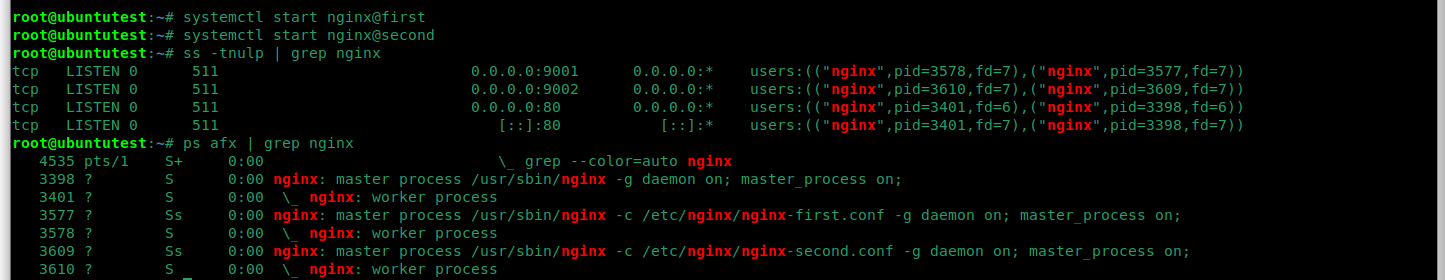 root@ubuntutest:~# systemctl start nginx@first
root@ubuntutest:~# systemctl start nginx@second
root@ubuntutest:~# ss -tnulp | grep nginx
tcp   LISTEN 0      511                            0.0.0.0:9001      0.0.0.0:*    users:(("nginx",pid=3578,fd=7),("nginx",pid=3577,fd=7))
tcp   LISTEN 0      511                            0.0.0.0:9002      0.0.0.0:*    users:(("nginx",pid=3610,fd=7),("nginx",pid=3609,fd=7))
tcp   LISTEN 0      511                            0.0.0.0:80        0.0.0.0:*    users:(("nginx",pid=3401,fd=6),("nginx",pid=3398,fd=6))
tcp   LISTEN 0      511                               [::]:80           [::]:*    users:(("nginx",pid=3401,fd=7),("nginx",pid=3398,fd=7))
root@ubuntutest:~# ps afx | grep nginx
   4535 pts/1    S+     0:00                          \_ grep --color=auto nginx
   3398 ?        S      0:00 nginx: master process /usr/sbin/nginx -g daemon on; master_process on;
   3401 ?        S      0:00  \_ nginx: worker process
   3577 ?        Ss     0:00 nginx: master process /usr/sbin/nginx -c /etc/nginx/nginx-first.conf -g daemon on; master_process on;
   3578 ?        S      0:00  \_ nginx: worker process
   3609 ?        Ss     0:00 nginx: master process /usr/sbin/nginx -c /etc/nginx/nginx-second.conf -g daemon on; master_process on;
   3610 ?        S      0:00  \_ nginx: worker process